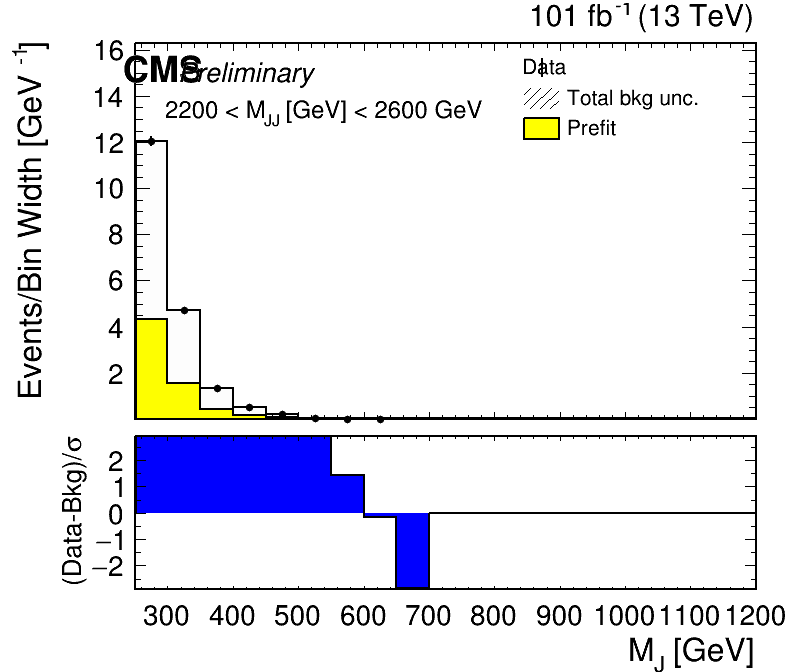 101 fb⁻¹ (13 TeV)
Events/Bin Width [GeV⁻¹]
16
14
12
10
8
6
4
2
CMS Preliminary
2200 < M_JJ [GeV] < 2600 GeV
Data
Total bkg unc.
Prefit
(Data-Bkg)/σ
2
1
0
−1
−2
300 400 500 600 700 800 900 1000 1100 1200
M_J [GeV]